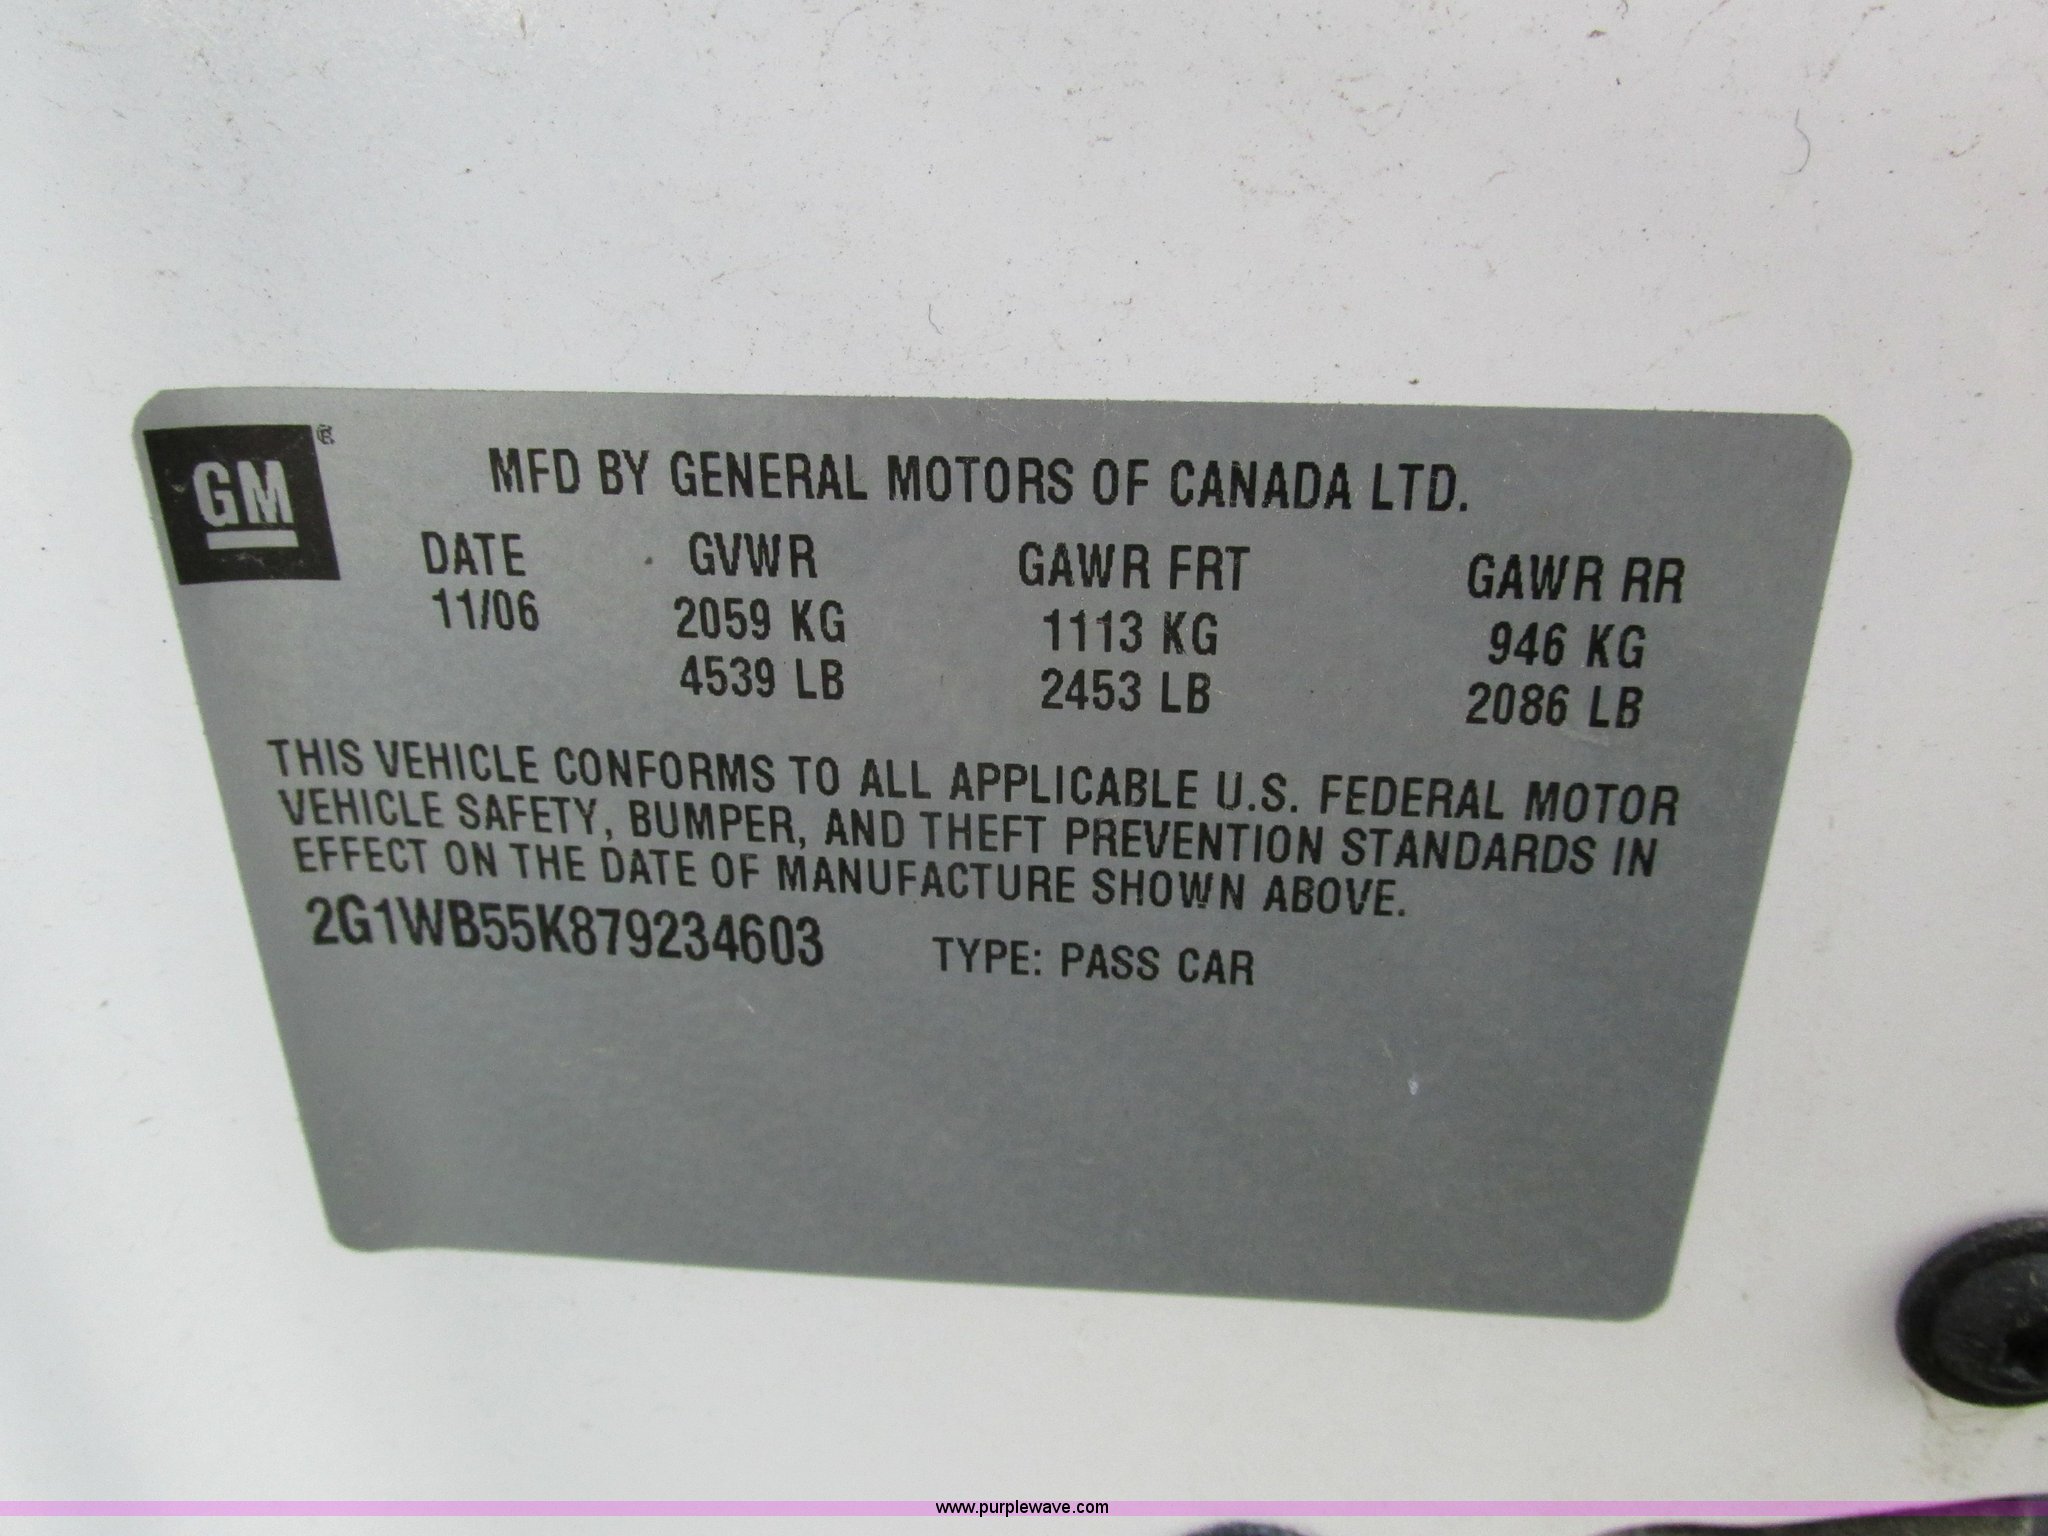 GM ®
MFD BY GENERAL MOTORS OF CANADA LTD.
DATE GVWR GAWR FRT GAWR RR
11/06 2059 KG 1113 KG 946 KG
4539 LB 2453 LB 2086 LB
THIS VEHICLE CONFORMS TO ALL APPLICABLE U.S. FEDERAL MOTOR
VEHICLE SAFETY, BUMPER, AND THEFT PREVENTION STANDARDS IN
EFFECT ON THE DATE OF MANUFACTURE SHOWN ABOVE.
2G1WB55K879234603 TYPE: PASS CAR
www.purplewave.com